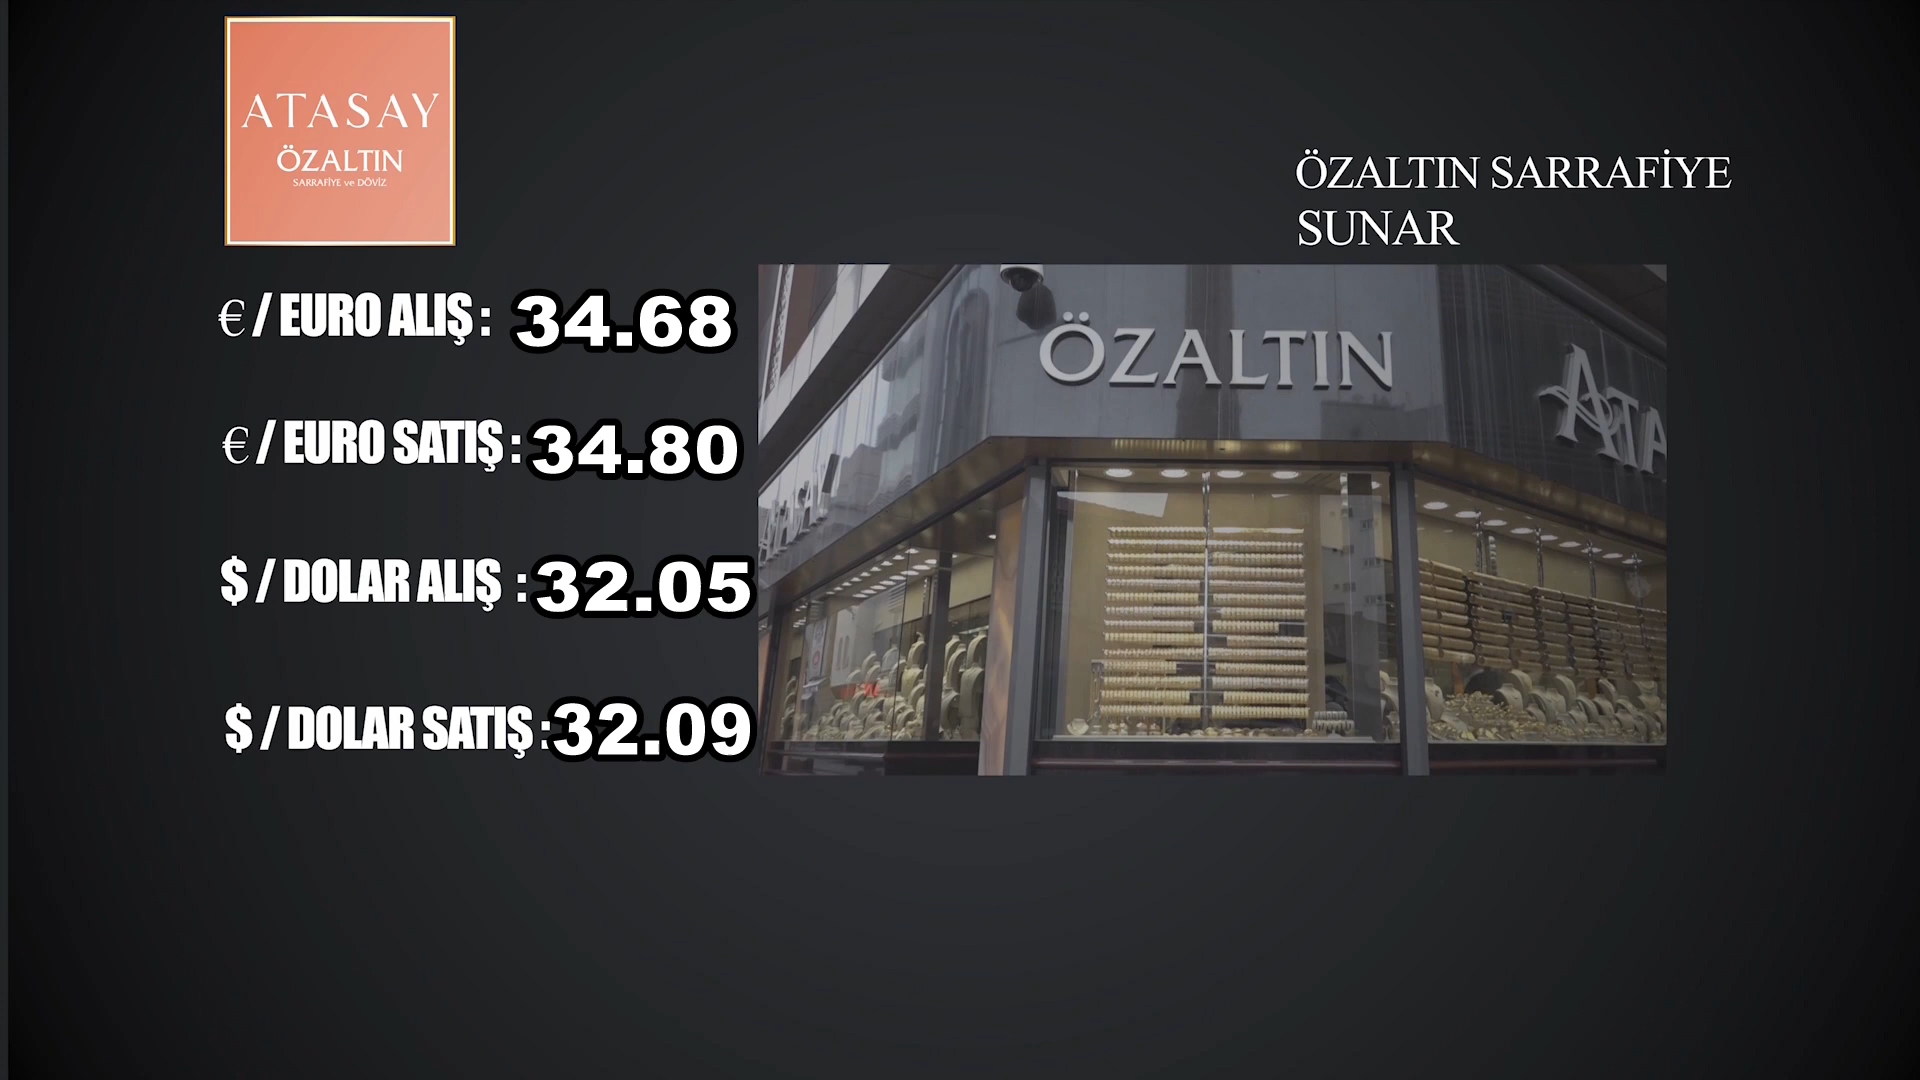 ATASAY
ÖZALTIN
SARRAFİYE ve DÖVİZ
ÖZALTIN SARRAFİYE
SUNAR
€ / EURO ALIŞ : 34.68
€ / EURO SATIŞ : 34.80
$ / DOLAR ALIŞ : 32.05
$ / DOLAR SATIŞ : 32.09
ÖZALTIN
ATA